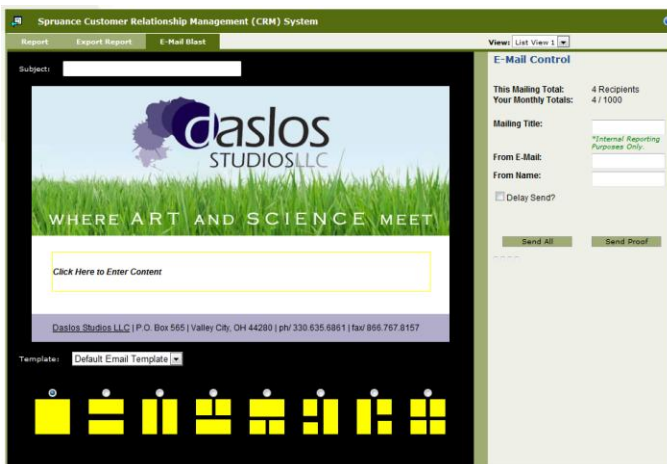 Spruance Customer Relationship Management (CRM) System
Report Export Report E-Mail Blast
View: List View 1
Subject:
E-Mail Control
This Mailing Total: 4 Recipients
Your Monthly Totals: 4 / 1000
Mailing Title:
*Internal Reporting
Purposes Only.
From E-Mail:
From Name:
Delay Send?
Send All Send Proof
daslos
STUDIOSLLC
WHERE ART AND SCIENCE MEET
Click Here to Enter Content
Daslos Studios LLC | P.O. Box 565 | Valley City, OH 44280 | ph/ 330.635.6861 | fax/ 866.767.8157
Template: Default Email Template